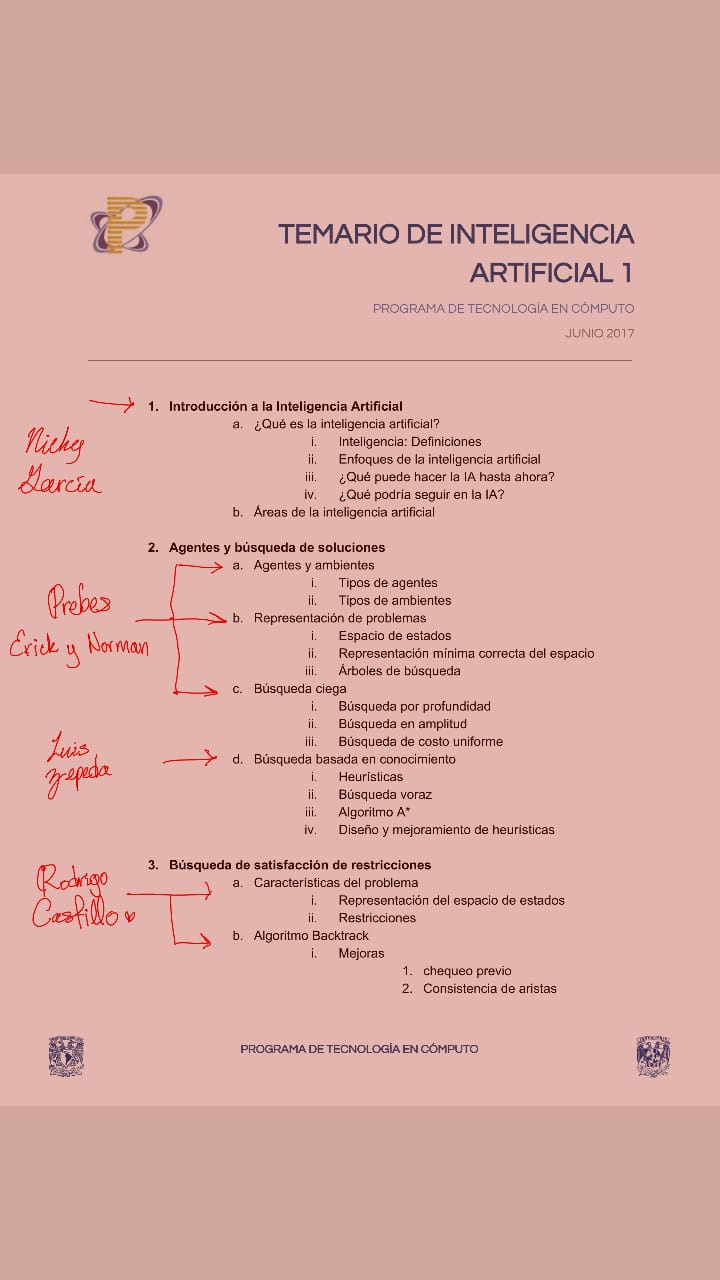 TEMARIO DE INTELIGENCIA
ARTIFICIAL 1
PROGRAMA DE TECNOLOGÍA EN CÓMPUTO
JUNIO 2017
1. Introducción a la Inteligencia Artificial
a. ¿Qué es la inteligencia artificial?
i. Inteligencia: Definiciones
ii. Enfoques de la inteligencia artificial
iii. ¿Qué puede hacer la IA hasta ahora?
iv. ¿Qué podría seguir en la IA?
b. Áreas de la inteligencia artificial
Nicky
García
2. Agentes y búsqueda de soluciones
a. Agentes y ambientes
i. Tipos de agentes
ii. Tipos de ambientes
b. Representación de problemas
i. Espacio de estados
ii. Representación mínima correcta del espacio
iii. Árboles de búsqueda
c. Búsqueda ciega
i. Búsqueda por profundidad
ii. Búsqueda en amplitud
iii. Búsqueda de costo uniforme
Prebes
Erick y Norman
d. Búsqueda basada en conocimiento
i. Heurísticas
ii. Búsqueda voraz
iii. Algoritmo A*
iv. Diseño y mejoramiento de heurísticas
Luis
Zepeda
3. Búsqueda de satisfacción de restricciones
a. Características del problema
i. Representación del espacio de estados
ii. Restricciones
b. Algoritmo Backtrack
i. Mejoras
1. chequeo previo
2. Consistencia de aristas
Rodrigo
Castillo
PROGRAMA DE TECNOLOGÍA EN CÓMPUTO